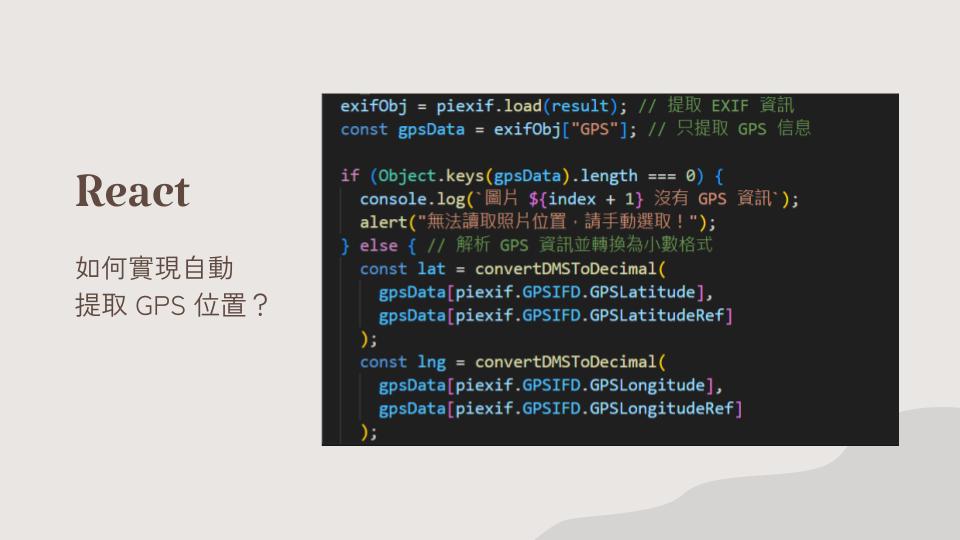 React
如何實現自動
提取 GPS 位置？
exifObj = piexif.load(result); // 提取 EXIF 資訊
const gpsData = exifObj["GPS"]; // 只提取 GPS 信息
if (Object.keys(gpsData).length === 0) {
console.log(`圖片 ${index + 1} 沒有 GPS 資訊`);
alert("無法讀取照片位置，請手動選取！");
} else { // 解析 GPS 資訊並轉換為小數格式
const lat = convertDMSToDecimal(
gpsData[piexif.GPSIFD.GPSLatitude],
gpsData[piexif.GPSIFD.GPSLatitudeRef]
);
const lng = convertDMSToDecimal(
gpsData[piexif.GPSIFD.GPSLongitude],
gpsData[piexif.GPSIFD.GPSLongitudeRef]
);